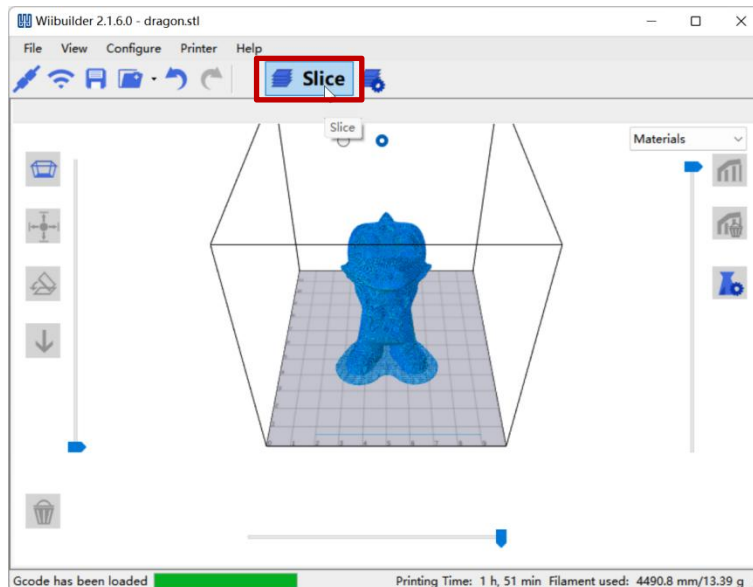 Wiibuilder 2.1.6.0 - dragon.stl
File View Configure Printer Help
Slice
Slice
Materials
Gcode has been loaded Printing Time: 1 h, 51 min Filament used: 4490.8 mm/13.39 g